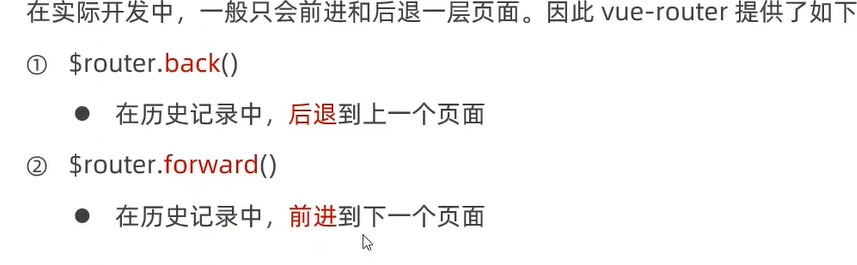 在实际开发中，一般只会前进和后退一层页面。因此 vue-router 提供了如下
① $router.back()
● 在历史记录中，后退到上一个页面
② $router.forward()
● 在历史记录中，前进到下一个页面